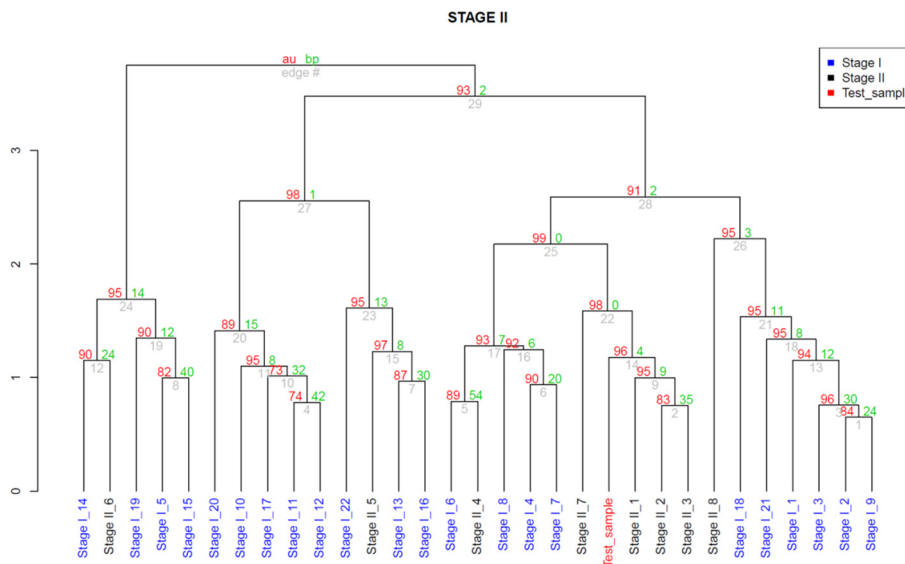 STAGE II
au bp
edge #
Stage I
Stage II
Test_sample
93 2
29
3
98 1
27
91 2
28
95 3
26
99 0
25
2
95 14
24
98 0
22
95 13
23
95 11
21
89 15
20
90 12
19
95 8
18
93 7
17
92 6
16
97 8
15
96 4
14
94 12
13
90 24
12
95 8
11
73 32
10
1
95 9
9
82 40
8
87 30
7
90 20
6
89 54
5
74 42
4
96 30
3
83 35
2
84 24
1
0
Stage I_14
Stage II_6
Stage I_19
Stage I_5
Stage I_15
Stage I_20
Stage I_10
Stage I_17
Stage I_11
Stage I_12
Stage I_22
Stage II_5
Stage I_13
Stage I_16
Stage I_6
Stage II_4
Stage I_8
Stage I_4
Stage I_7
Stage II_7
Test_sample
Stage II_1
Stage II_2
Stage II_3
Stage II_8
Stage I_18
Stage I_21
Stage I_1
Stage I_3
Stage I_2
Stage I_9